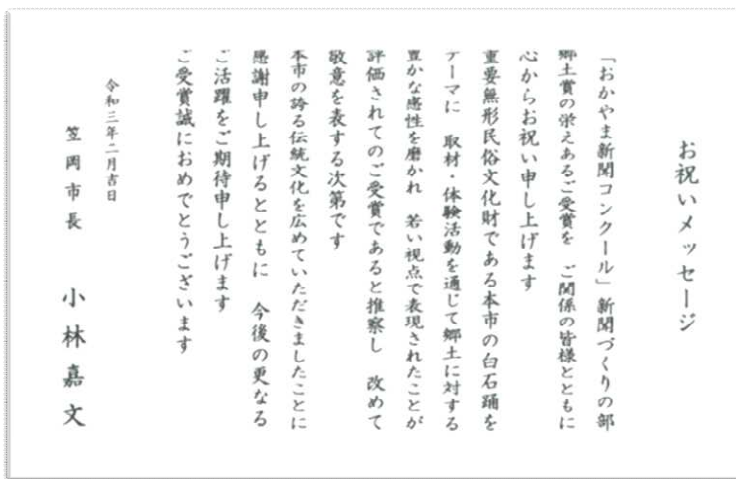 お祝いメッセージ
「おかやま新聞コンクール」新聞づくりの部
郷土賞の栄えあるご受賞を　ご関係の皆様とともに
心からお祝い申し上げます
重要無形民俗文化財である本市の白石踊を
テーマに　取材・体験活動を通じて郷土に対する
豊かな感性を磨かれ　若い視点で表現されたことが
評価されてのご受賞であると推察し　改めて
敬意を表する次第です
本市の誇る伝統文化を広めていただきましたことに
感謝申し上げるとともに　今後の更なる
ご活躍をご期待申し上げます
ご受賞誠におめでとうございます
令和三年二月吉日
笠岡市長　小林嘉文